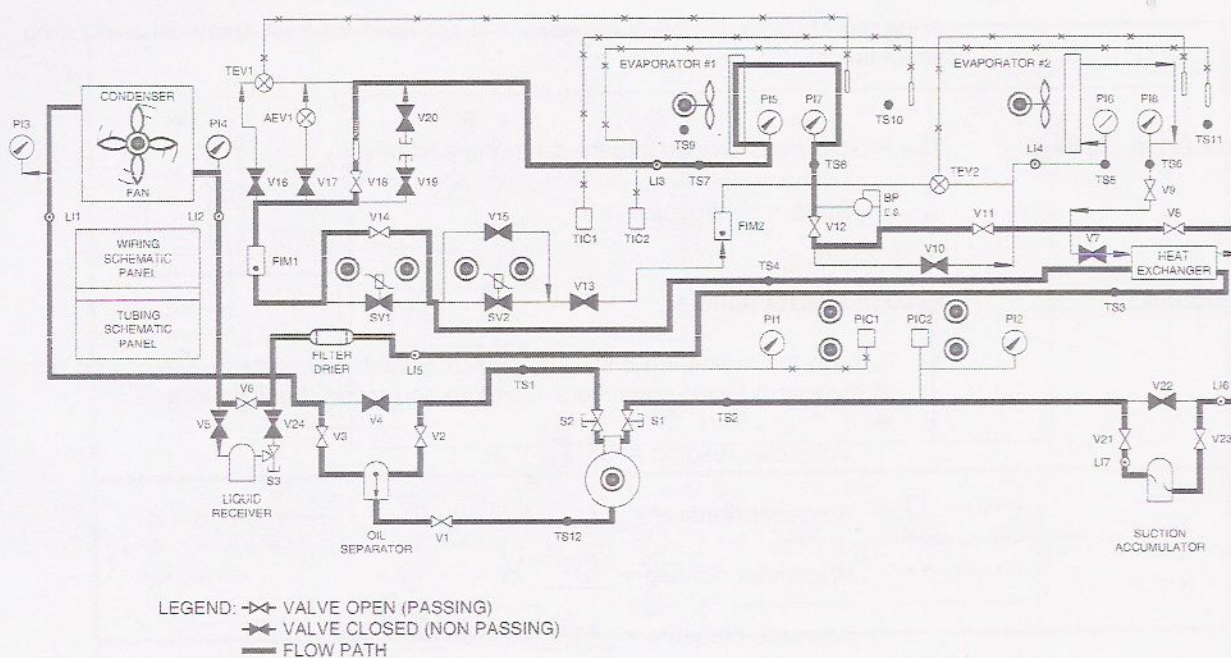 TEV1
EVAPORATOR #1
EVAPORATOR #2
CONDENSER
FAN
PI3
PI4
AEV1
V20
PI5
PI7
TS10
PI6
PI8
TS11
TS9
LI4
V16
V17
V18
V19
LI3
TS7
TS8
TEV2
TS5
TS6
V9
LI1
LI2
V14
V15
TIC1
TIC2
FIM2
BP
V12
V11
V8
WIRING
SCHEMATIC
PANEL
FIM1
TS4
V10
V7
HEAT
EXCHANGER
V13
TUBING
SCHEMATIC
PANEL
SV1
SV2
TS3
PI1
PIC1
PIC2
PI2
FILTER
DRIER
LI5
V6
TS1
V22
LI6
V5
V24
V4
S2
S1
TS2
V3
V2
V21
V23
S3
LI7
LIQUID
RECEIVER
OIL
SEPARATOR
V1
TS12
SUCTION
ACCUMULATOR
LEGEND: VALVE OPEN (PASSING)
VALVE CLOSED (NON PASSING)
FLOW PATH